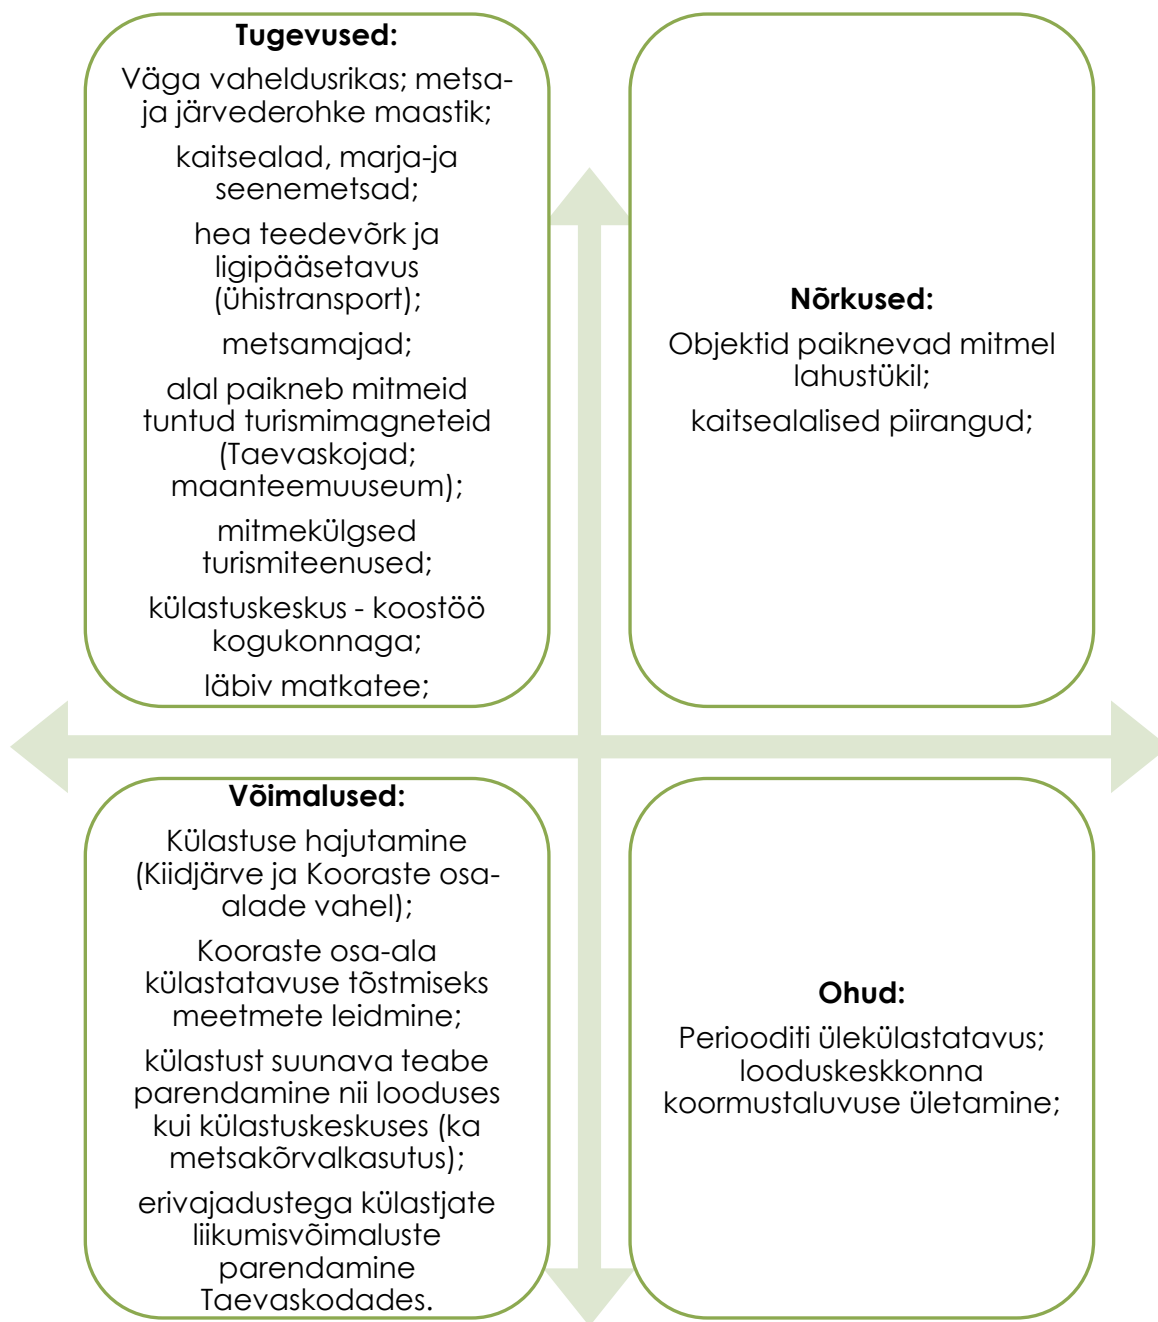 Tugevused:
Väga vaheldusrikas; metsa-
ja järvederohke maastik;
kaitsealad, marja-ja
seenemetsad;
hea teedevõrk ja
ligipääsetavus
(ühistransport);
metsamajad;
alal paikneb mitmeid
tuntud turismimagneteid
(Taevaskojad;
maanteemuuseum);
mitmekülgsed
turismiteenused;
külastuskeskus - koostöö
kogukonnaga;
läbiv matkatee;
Nõrkused:
Objektid paiknevad mitmel
lahustükil;
kaitsealalised piirangud;
Võimalused:
Külastuse hajutamine
(Kiidjärve ja Kooraste osa-
alade vahel);
Kooraste osa-ala
külastatavuse tõstmiseks
meetmete leidmine;
külastust suunava teabe
parendamine nii looduses
kui külastuskeskuses (ka
metsakõrvalkasutus);
erivajadustega külastjate
liikumisvõimaluste
parendamine
Taevaskodades.
Ohud:
Periooditi ülekülastatavus;
looduskeskkonna
koormustaluvuse ületamine;